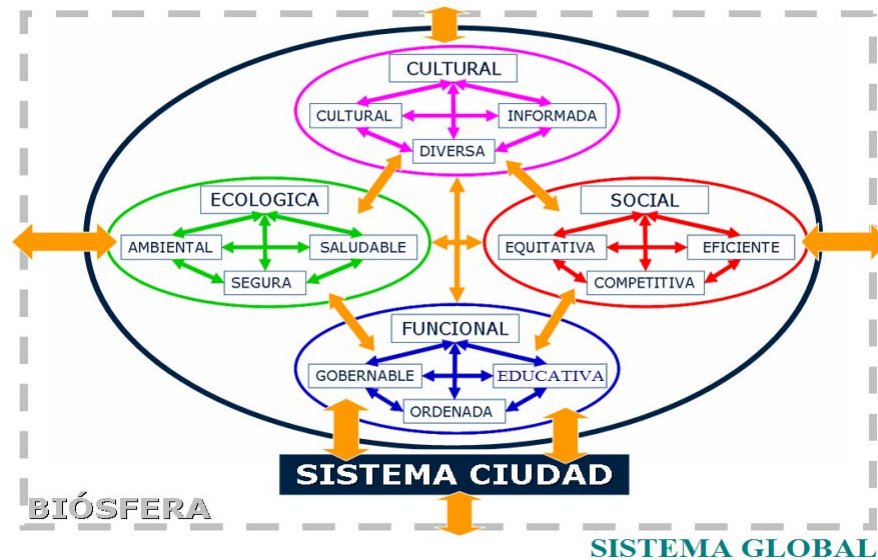 CULTURAL
CULTURAL
INFORMADA
DIVERSA
ECOLOGICA
AMBIENTAL
SALUDABLE
SEGURA
SOCIAL
EQUITATIVA
EFICIENTE
COMPETITIVA
FUNCIONAL
GOBERNABLE
EDUCATIVA
ORDENADA
SISTEMA CIUDAD
BIÓSFERA
SISTEMA GLOBAL